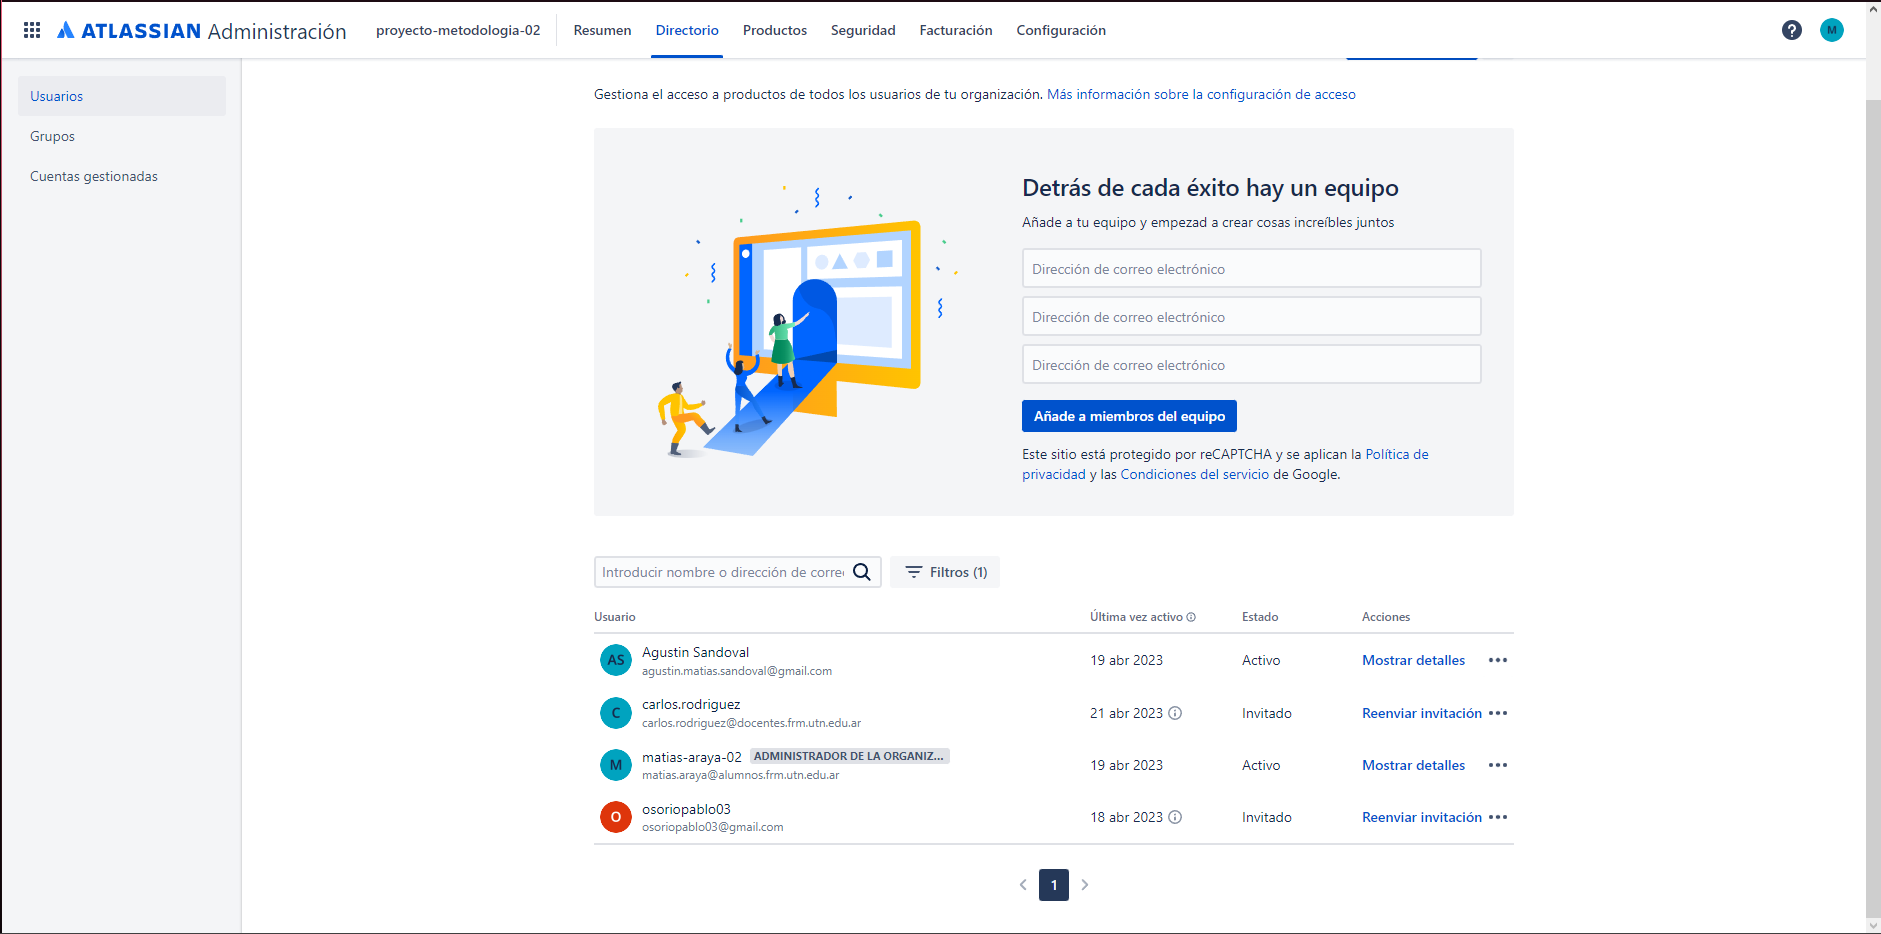 ATLASSIAN Administración
proyecto-metodologia-02
Resumen
Directorio
Productos
Seguridad
Facturación
Configuración
?
M
Usuarios
Grupos
Cuentas gestionadas
Gestiona el acceso a productos de todos los usuarios de tu organización. Más información sobre la configuración de acceso
Detrás de cada éxito hay un equipo
Añade a tu equipo y empezad a crear cosas increíbles juntos
Dirección de correo electrónico
Dirección de correo electrónico
Dirección de correo electrónico
Añade a miembros del equipo
Este sitio está protegido por reCAPTCHA y se aplican la Política de
privacidad y las Condiciones del servicio de Google.
Introducir nombre o dirección de corre
Filtros (1)
Usuario
Última vez activo
Estado
Acciones
AS
Agustin Sandoval
agustin.matias.sandoval@gmail.com
19 abr 2023
Activo
Mostrar detalles
C
carlos.rodriguez
carlos.rodriguez@docentes.frm.utn.edu.ar
21 abr 2023
Invitado
Reenviar invitación
M
matias-araya-02
ADMINISTRADOR DE LA ORGANIZ...
matias.araya@alumnos.frm.utn.edu.ar
19 abr 2023
Activo
Mostrar detalles
O
osoriopablo03
osoriopablo03@gmail.com
18 abr 2023
Invitado
Reenviar invitación
1